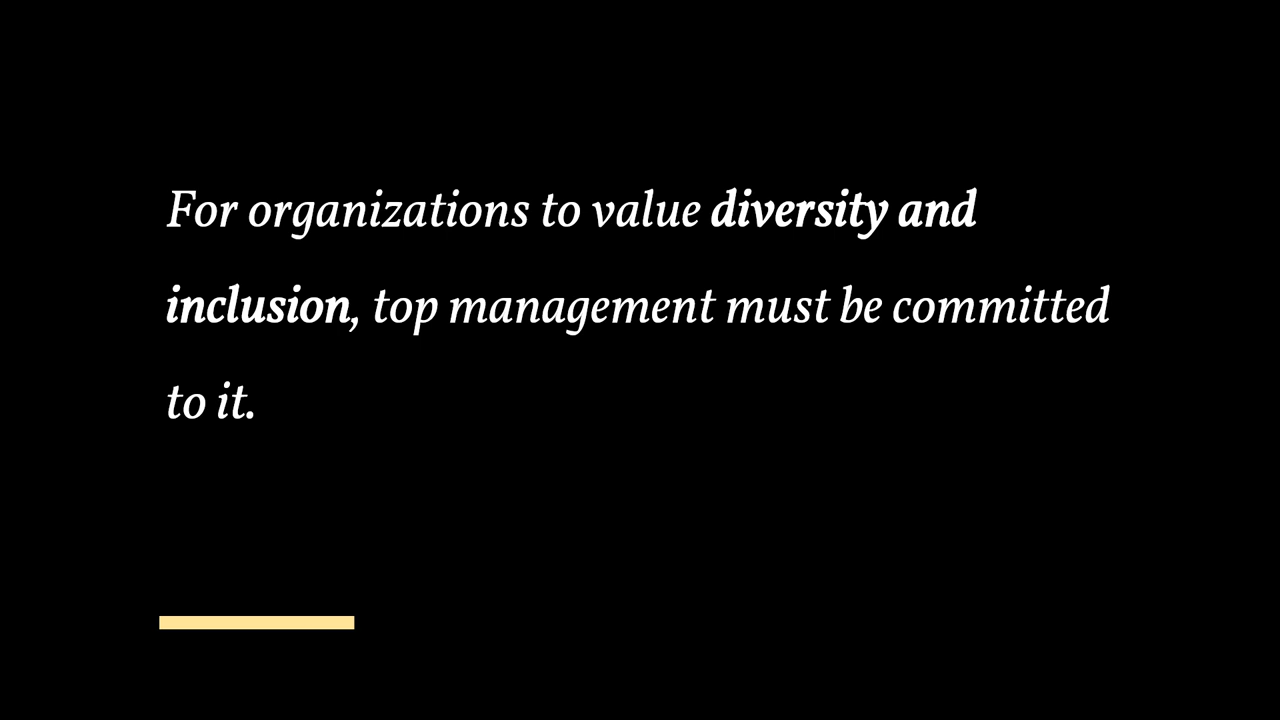 For organizations to value diversity and
inclusion, top management must be committed
to it.